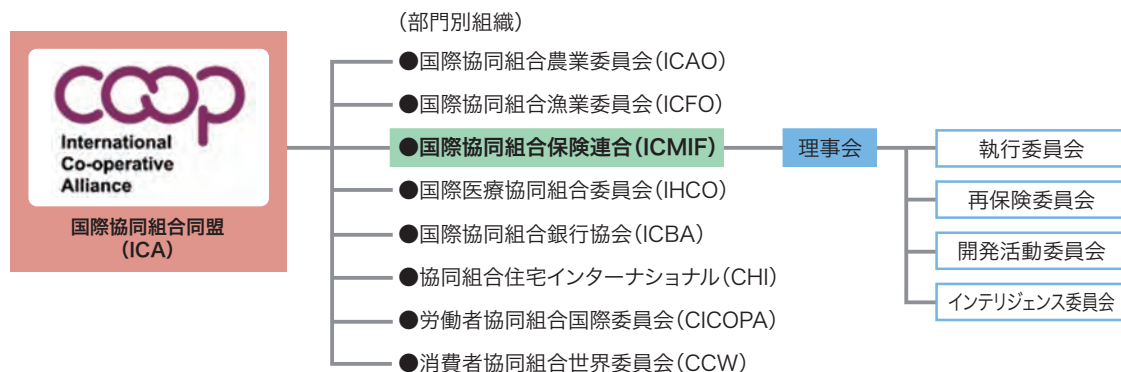 (部門別組織)
coop
International
Co-operative
Alliance
国際協同組合同盟
(ICA)
●国際協同組合農業委員会(ICAO)
●国際協同組合漁業委員会(ICFO)
●国際協同組合保険連合(ICMIF)
●国際医療協同組合委員会(IHCO)
●国際協同組合銀行協会(ICBA)
●協同組合住宅インターナショナル(CHI)
●労働者協同組合国際委員会(CICOPA)
●消費者協同組合世界委員会(CCW)
理事会
執行委員会
再保険委員会
開発活動委員会
インテリジェンス委員会